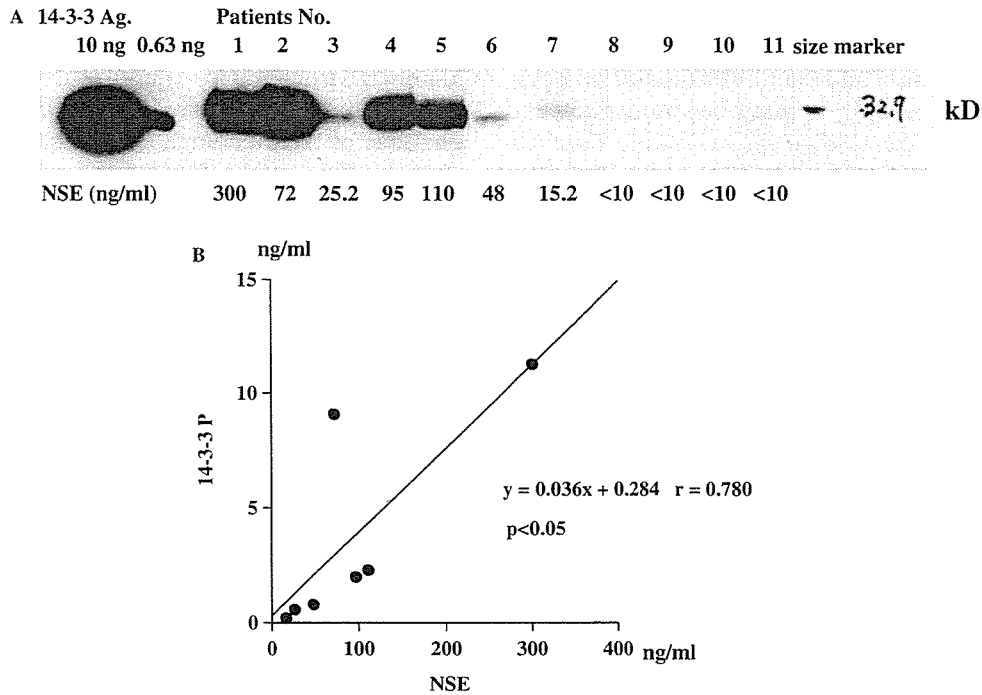 A 14-3-3 Ag. Patients No.
10 ng 0.63 ng 1 2 3 4 5 6 7 8 9 10 11 size marker
32.9 kD
NSE (ng/ml) 300 72 25.2 95 110 48 15.2 <10 <10 <10 <10
B ng/ml
15
10
5
0
14-3-3 P
y = 0.036x + 0.284 r = 0.780
p<0.05
0 100 200 300 400 ng/ml
NSE